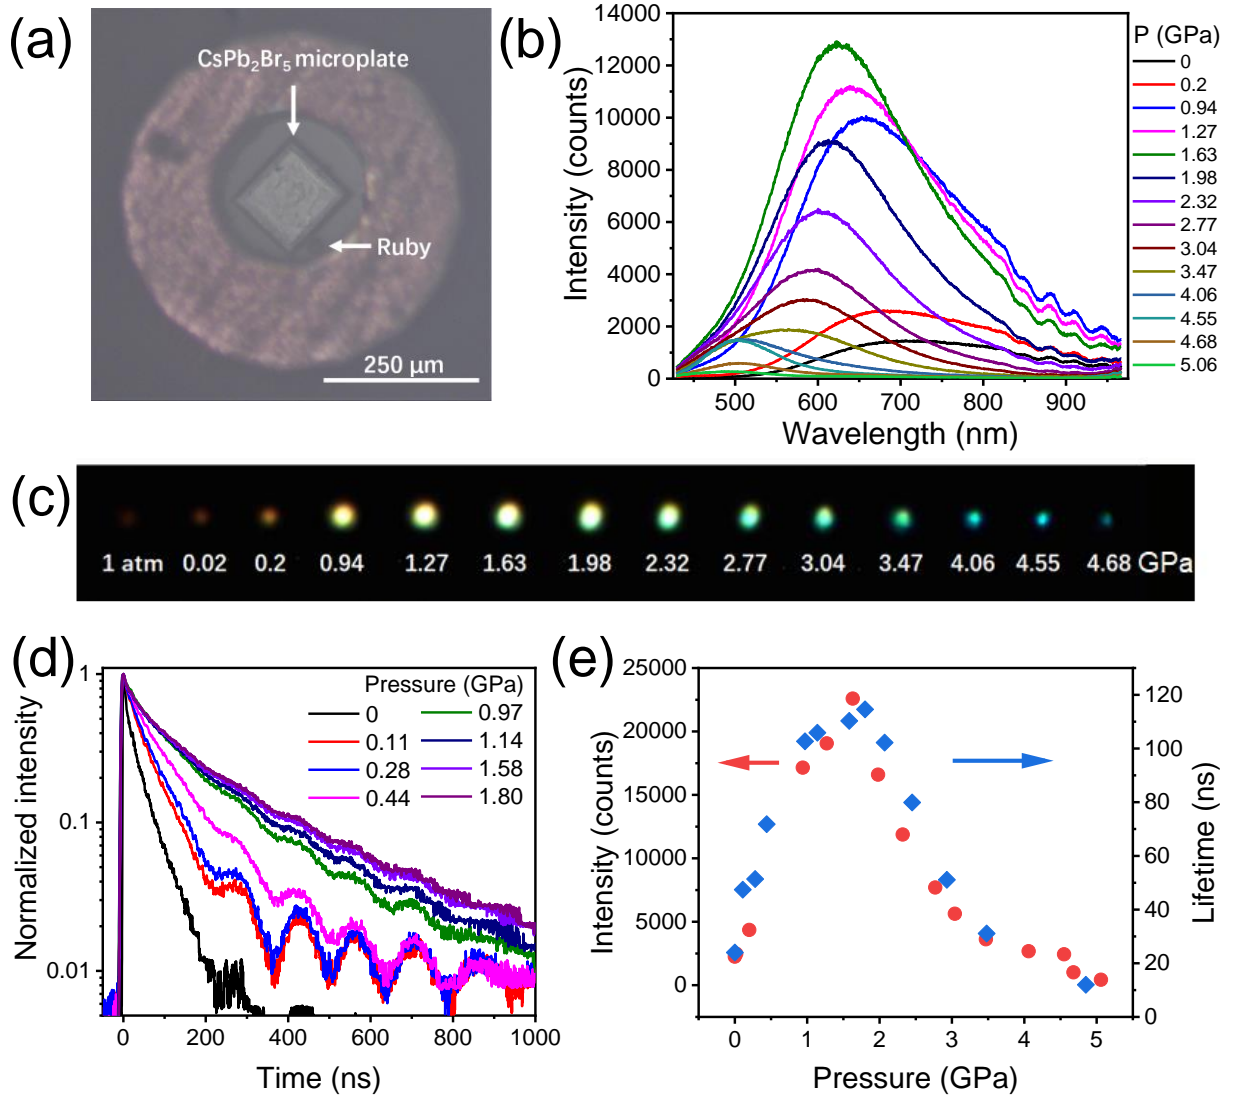 (a)
CsPb2Br5 microplate
Ruby
250 μm
(b)
14000
12000
10000
8000
6000
4000
2000
0
Intensity (counts)
500 600 700 800 900
Wavelength (nm)
P (GPa)
0
0.2
0.94
1.27
1.63
1.98
2.32
2.77
3.04
3.47
4.06
4.55
4.68
5.06
(c)
1 atm 0.02 0.2 0.94 1.27 1.63 1.98 2.32 2.77 3.04 3.47 4.06 4.55 4.68 GPa
(d)
1
0.1
0.01
Normalized intensity
Pressure (GPa)
0 0.97
0.11 1.14
0.28 1.58
0.44 1.80
0 200 400 600 800 1000
Time (ns)
(e)
25000
20000
15000
10000
5000
0
Intensity (counts)
120
100
80
60
40
20
0
Lifetime (ns)
0 1 2 3 4 5
Pressure (GPa)